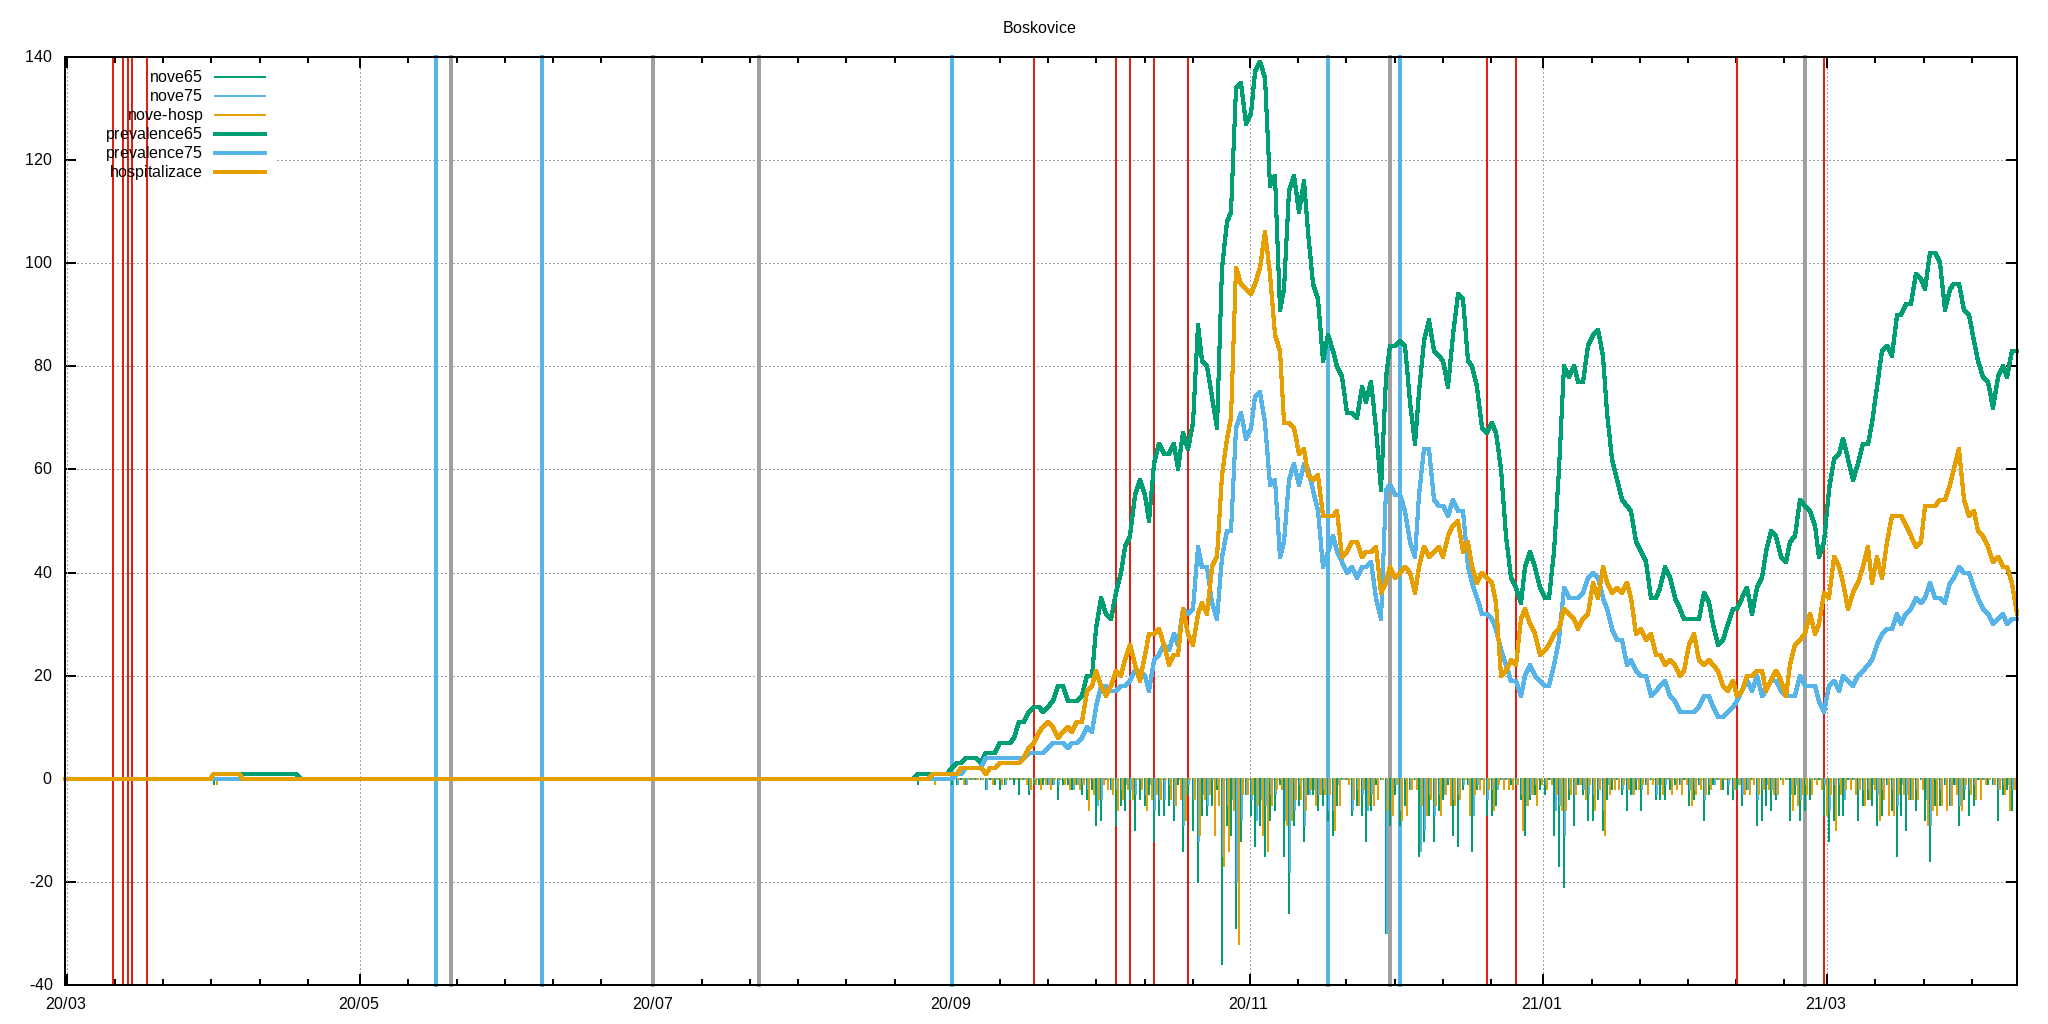 Boskovice
140
120
100
80
60
40
20
0
-20
-40
nove65
nove75
nove-hosp
prevalence65
prevalence75
hospitalizace
20/03 20/05 20/07 20/09 20/11 21/01 21/03